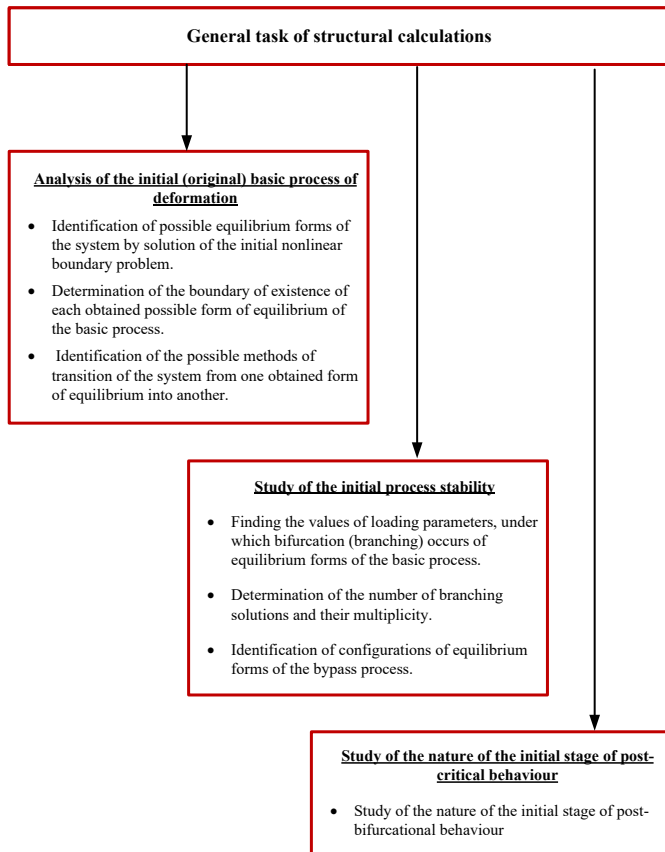 General task of structural calculations
Analysis of the initial (original) basic process of
deformation
• Identification of possible equilibrium forms of
the system by solution of the initial nonlinear
boundary problem.
• Determination of the boundary of existence of
each obtained possible form of equilibrium of
the basic process.
• Identification of the possible methods of
transition of the system from one obtained form
of equilibrium into another.
Study of the initial process stability
• Finding the values of loading parameters, under
which bifurcation (branching) occurs of
equilibrium forms of the basic process.
• Determination of the number of branching
solutions and their multiplicity.
• Identification of configurations of equilibrium
forms of the bypass process.
Study of the nature of the initial stage of post-
critical behaviour
• Study of the nature of the initial stage of post-
bifurcational behaviour